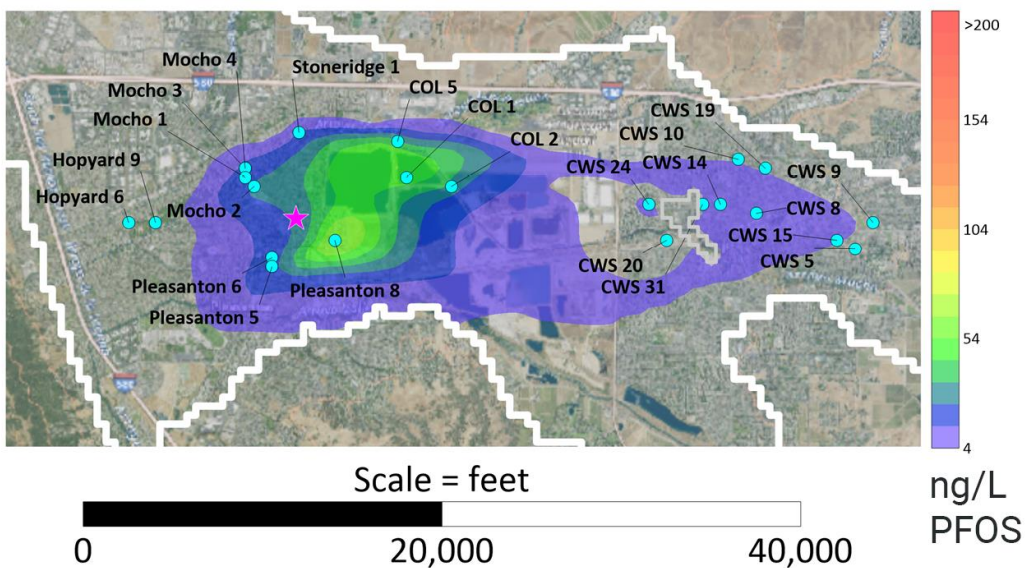 >200
Mocho 4
Stoneridge 1
Mocho 3
COL 5
COL 1
CWS 19
Mocho 1
154
CWS 10
COL 2
Hopyard 9
CWS 24
CWS 14
CWS 9
Hopyard 6
Mocho 2
CWS 8
104
CWS 15
CWS 20
CWS 5
Pleasanton 6
Pleasanton 8
CWS 31
Pleasanton 5
54
4
Scale = feet
ng/L
PFOS
0
20,000
40,000